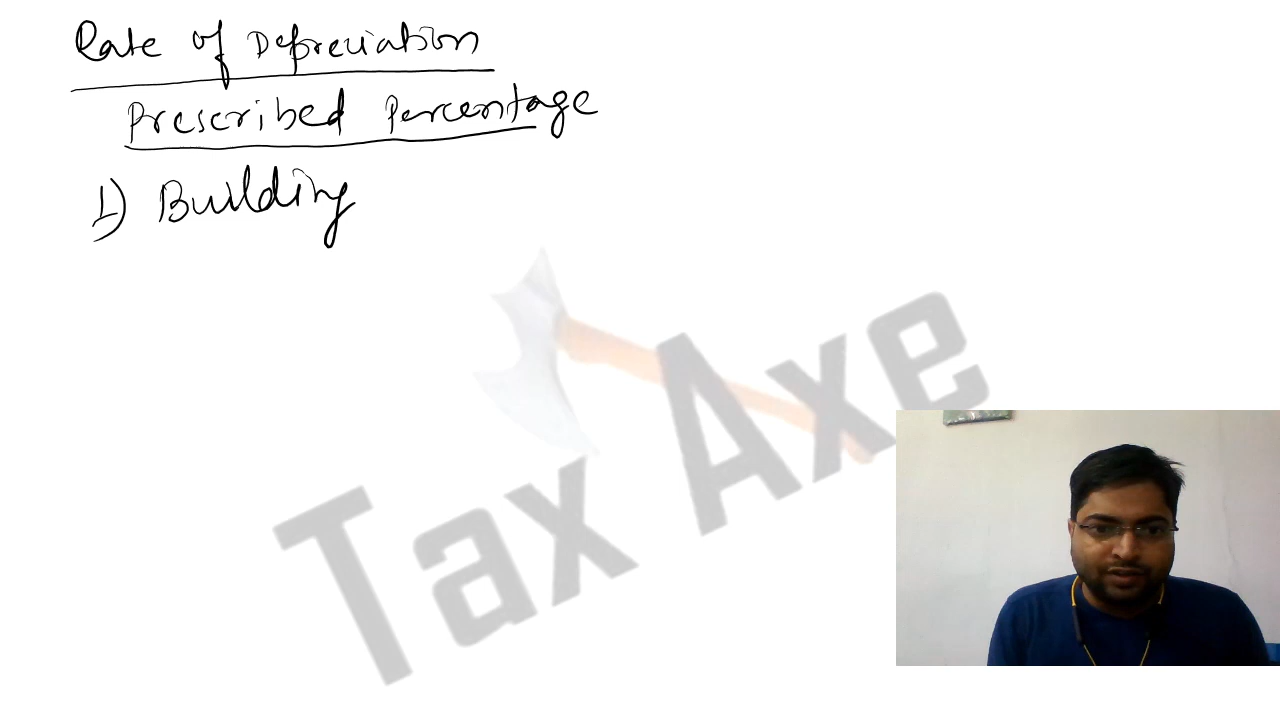 Rate of Depreciation
Prescribed Percentage
1) Building
Tax Axe